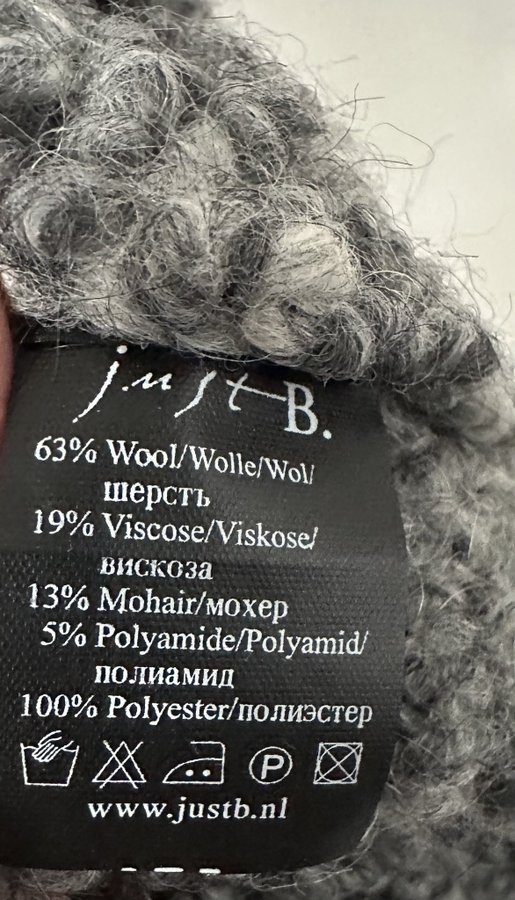 just B.
63% Wool/Wolle/Wol/
шерсть
19% Viscose/Viskose/
вискоза
13% Mohair/мохер
5% Polyamide/Polyamid/
полиамид
100% Polyester/полиэстер
P
www.justb.nl